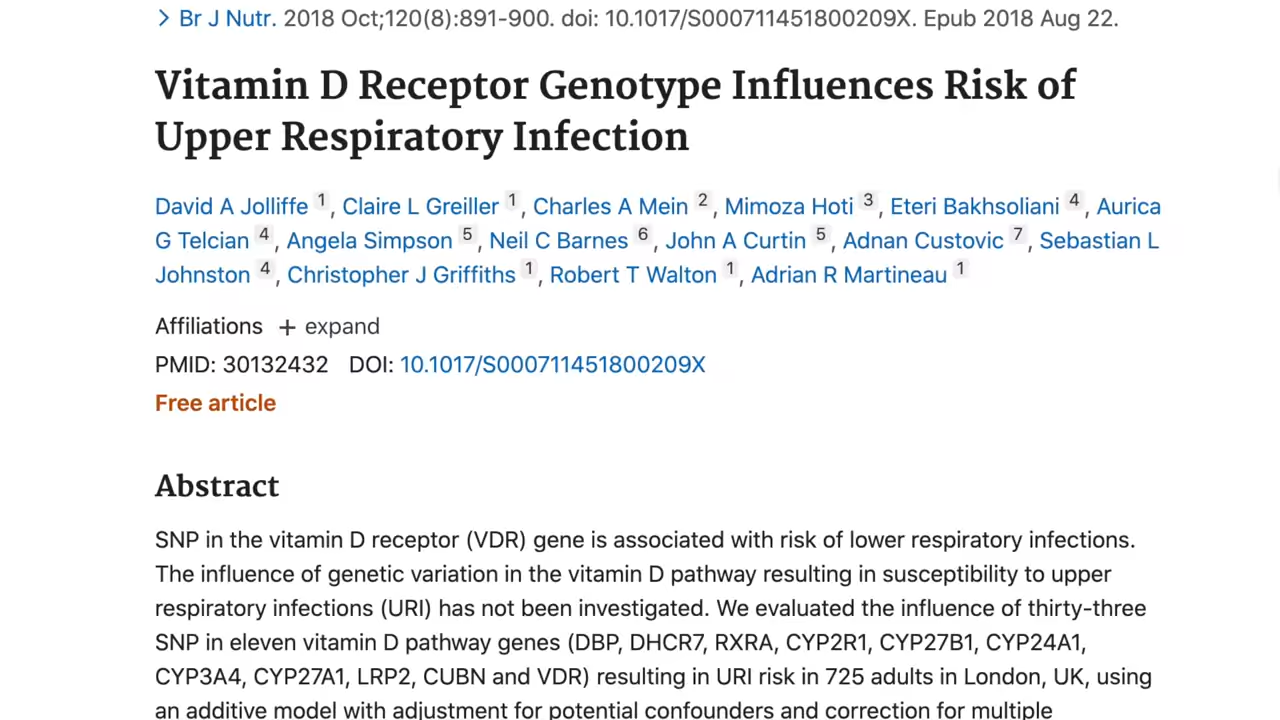 > Br J Nutr. 2018 Oct;120(8):891-900. doi: 10.1017/S000711451800209X. Epub 2018 Aug 22.
Vitamin D Receptor Genotype Influences Risk of
Upper Respiratory Infection
David A Jolliffe 1, Claire L Greiller 1, Charles A Mein 2, Mimoza Hoti 3, Eteri Bakhsoliani 4, Aurica
G Telcian 4, Angela Simpson 5, Neil C Barnes 6, John A Curtin 5, Adnan Custovic 7, Sebastian L
Johnston 4, Christopher J Griffiths 1, Robert T Walton 1, Adrian R Martineau 1
Affiliations + expand
PMID: 30132432 DOI: 10.1017/S000711451800209X
Free article
Abstract
SNP in the vitamin D receptor (VDR) gene is associated with risk of lower respiratory infections.
The influence of genetic variation in the vitamin D pathway resulting in susceptibility to upper
respiratory infections (URI) has not been investigated. We evaluated the influence of thirty-three
SNP in eleven vitamin D pathway genes (DBP, DHCR7, RXRA, CYP2R1, CYP27B1, CYP24A1,
CYP3A4, CYP27A1, LRP2, CUBN and VDR) resulting in URI risk in 725 adults in London, UK, using
an additive model with adjustment for potential confounders and correction for multiple